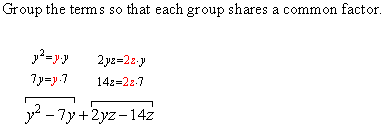 Group the terms so that each group shares a common factor.
y²=y·y 2yz=2z·y
7y=y·7 14z=2z·7
y² − 7y + 2yz − 14z